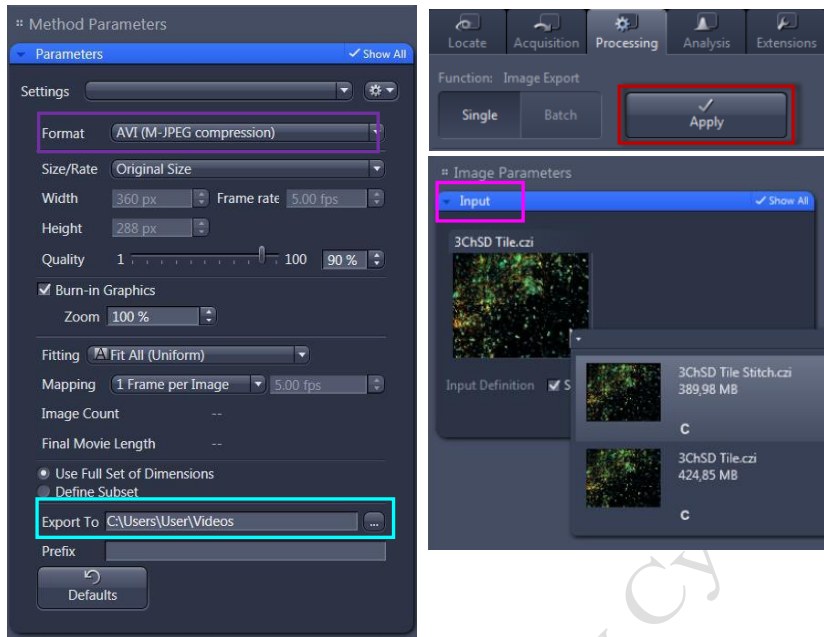 Method Parameters
Parameters
Show All
Settings
Format AVI (M-JPEG compression)
Size/Rate Original Size
Width 360 px Frame rate 5.00 fps
Height 288 px
Quality 1 100 90 %
Burn-in Graphics
Zoom 100 %
Fitting Fit All (Uniform)
Mapping 1 Frame per Image 5.00 fps
Image Count --
Final Movie Length --
Use Full Set of Dimensions
Define Subset
Export To C:\Users\User\Videos ...
Prefix
Defaults
Locate Acquisition Processing Analysis Extensions
Function: Image Export
Single Batch Apply
Image Parameters
Input
Show All
3ChSD Tile.czi
Input Definition S
3ChSD Tile Stitch.czi
389,98 MB
C
3ChSD Tile.czi
424,85 MB
C
Cy